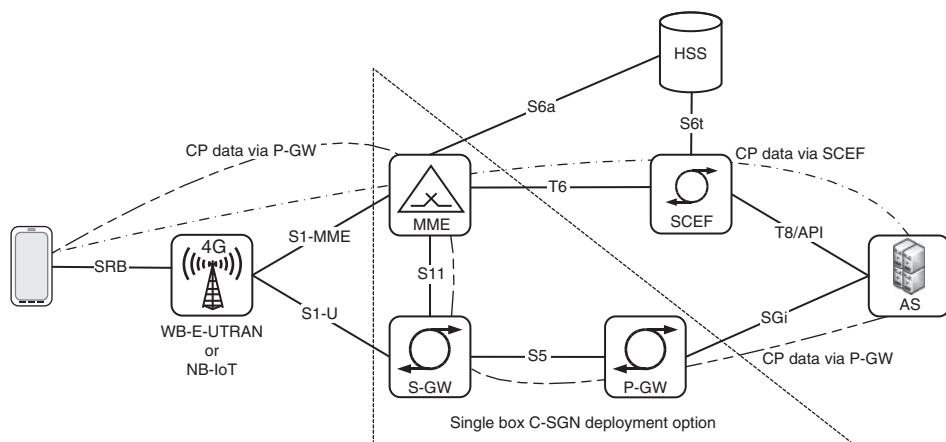 HSS
S6a
S6t
CP data via P-GW
CP data via SCEF
MME
T6
SCEF
4G
S1-MME
T8/API
SRB
S11
AS
WB-E-UTRAN
or
NB-IoT
S1-U
SGi
S-GW
S5
P-GW
CP data via P-GW
Single box C-SGN deployment option